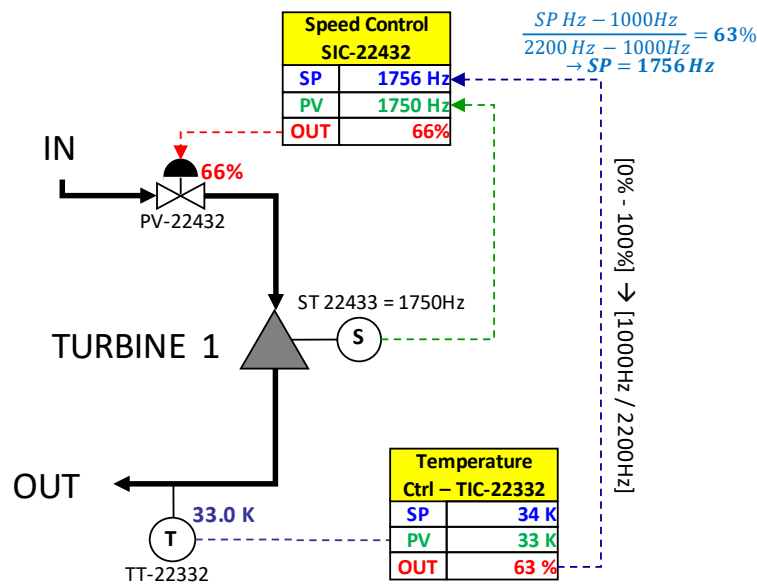 Speed Control
SIC-22432
SP 1756 Hz
PV 1750 Hz
OUT 66%
SP Hz − 1000Hz
2200 Hz − 1000Hz = 63%
→ SP = 1756 Hz
IN
66%
PV-22432
[0% - 100%] → [1000Hz / 2200Hz]
ST 22433 = 1750Hz
S
TURBINE 1
OUT
33.0 K
T
TT-22332
Temperature
Ctrl – TIC-22332
SP 34 K
PV 33 K
OUT 63 %